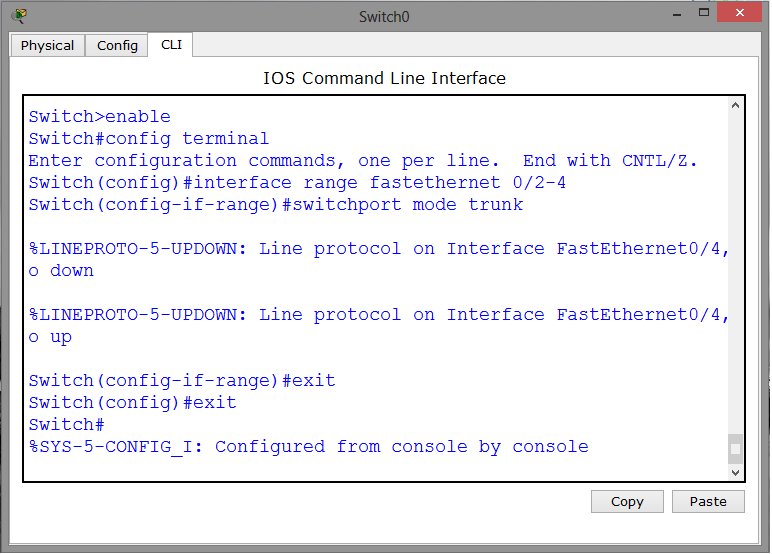 Switch0
Physical Config CLI
IOS Command Line Interface
Switch>enable
Switch#config terminal
Enter configuration commands, one per line.  End with CNTL/Z.
Switch(config)#interface range fastethernet 0/2-4
Switch(config-if-range)#switchport mode trunk
%LINEPROTO-5-UPDOWN: Line protocol on Interface FastEthernet0/4,
o down
%LINEPROTO-5-UPDOWN: Line protocol on Interface FastEthernet0/4,
o up
Switch(config-if-range)#exit
Switch(config)#exit
Switch#
%SYS-5-CONFIG_I: Configured from console by console
Copy Paste